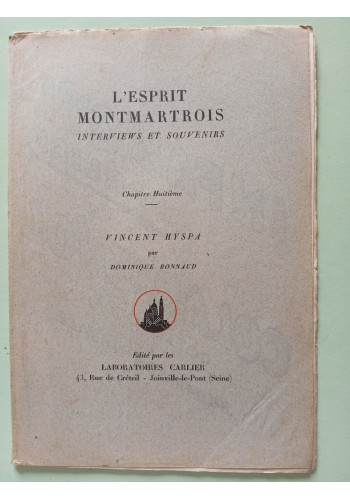 L'ESPRIT
MONTMARTROIS
INTERVIEWS ET SOUVENIRS
Chapitre Huitième
VINCENT HYSPA
par
DOMINIQUE BONNAUD
Edité par les
LABORATOIRES CARLIER
43, Rue de Créteil - Joinville-le-Pont (Seine)